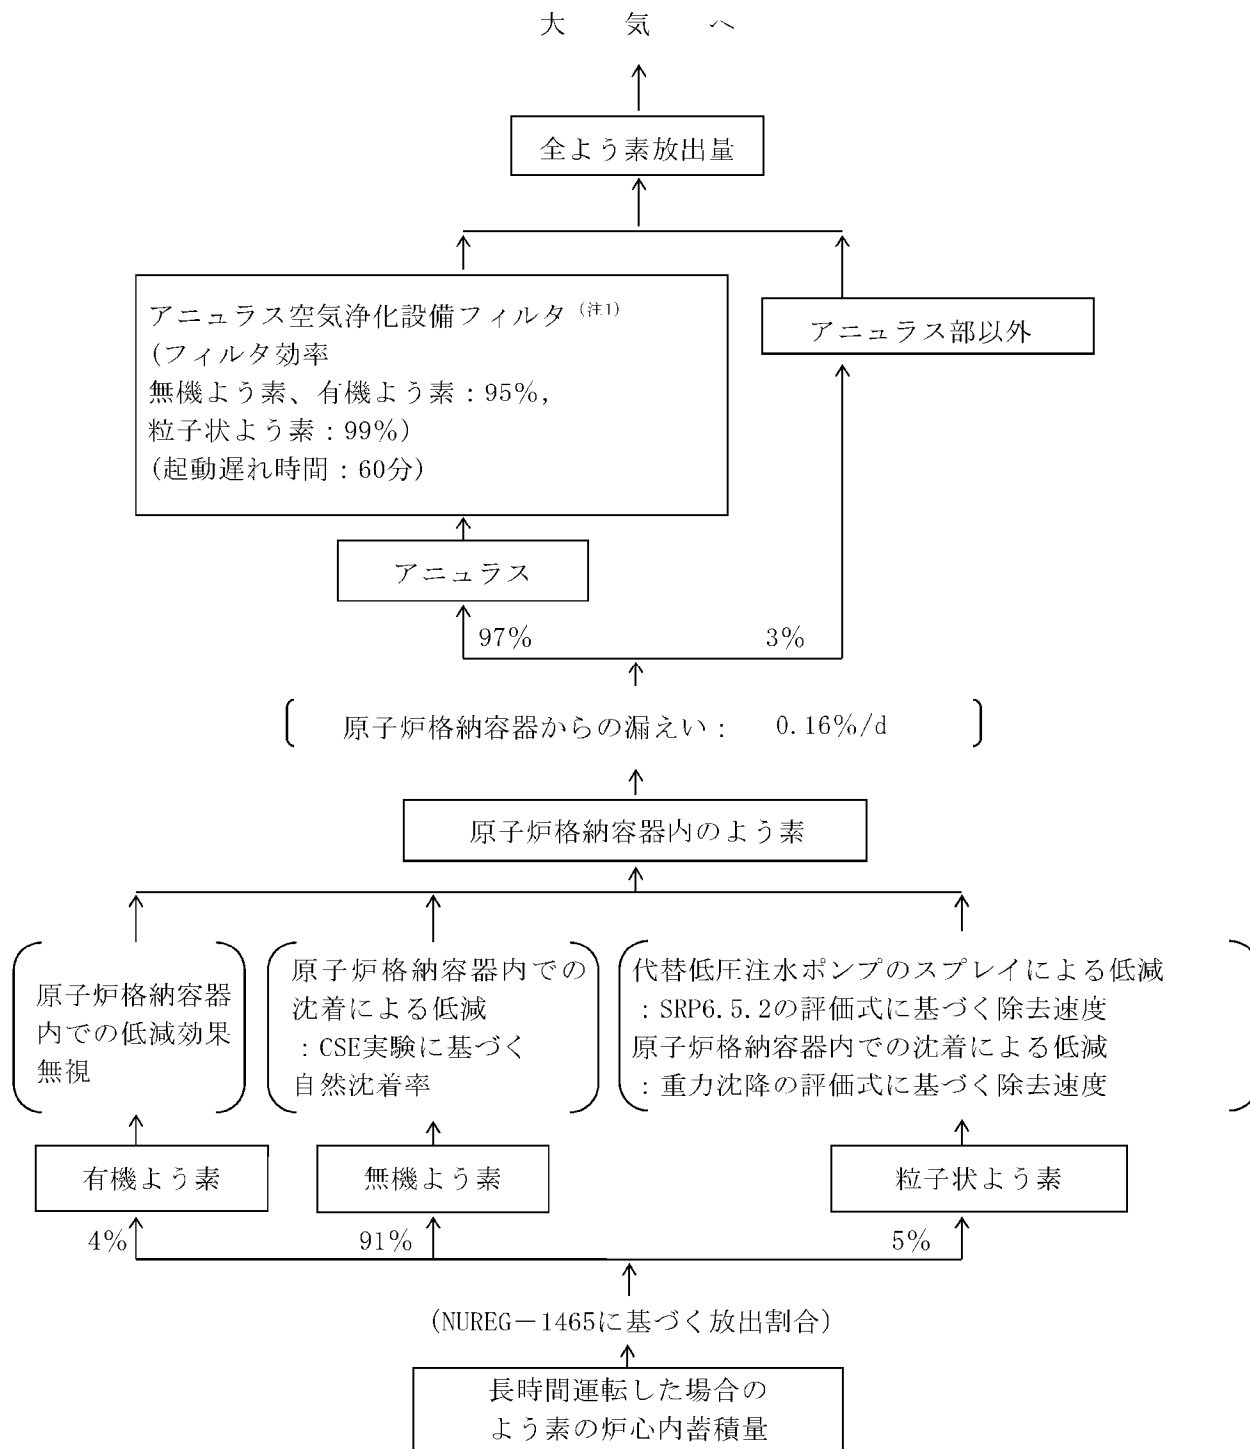 大気へ
全よう素放出量
アニュラス空気浄化設備フィルタ(注1)
(フィルタ効率
無機よう素、有機よう素：95%,
粒子状よう素：99%)
(起動遅れ時間：60分)
アニュラス部以外
アニュラス
97%
3%
原子炉格納容器からの漏えい： 0.16%/d
原子炉格納容器内のよう素
原子炉格納容器
内での低減効果
無視
原子炉格納容器内での
沈着による低減
：CSE実験に基づく
自然沈着率
代替低圧注水ポンプのスプレイによる低減
：SRP6.5.2の評価式に基づく除去速度
原子炉格納容器内での沈着による低減
：重力沈降の評価式に基づく除去速度
有機よう素
無機よう素
粒子状よう素
4%
91%
5%
(NUREG－1465に基づく放出割合)
長時間運転した場合の
よう素の炉心内蓄積量